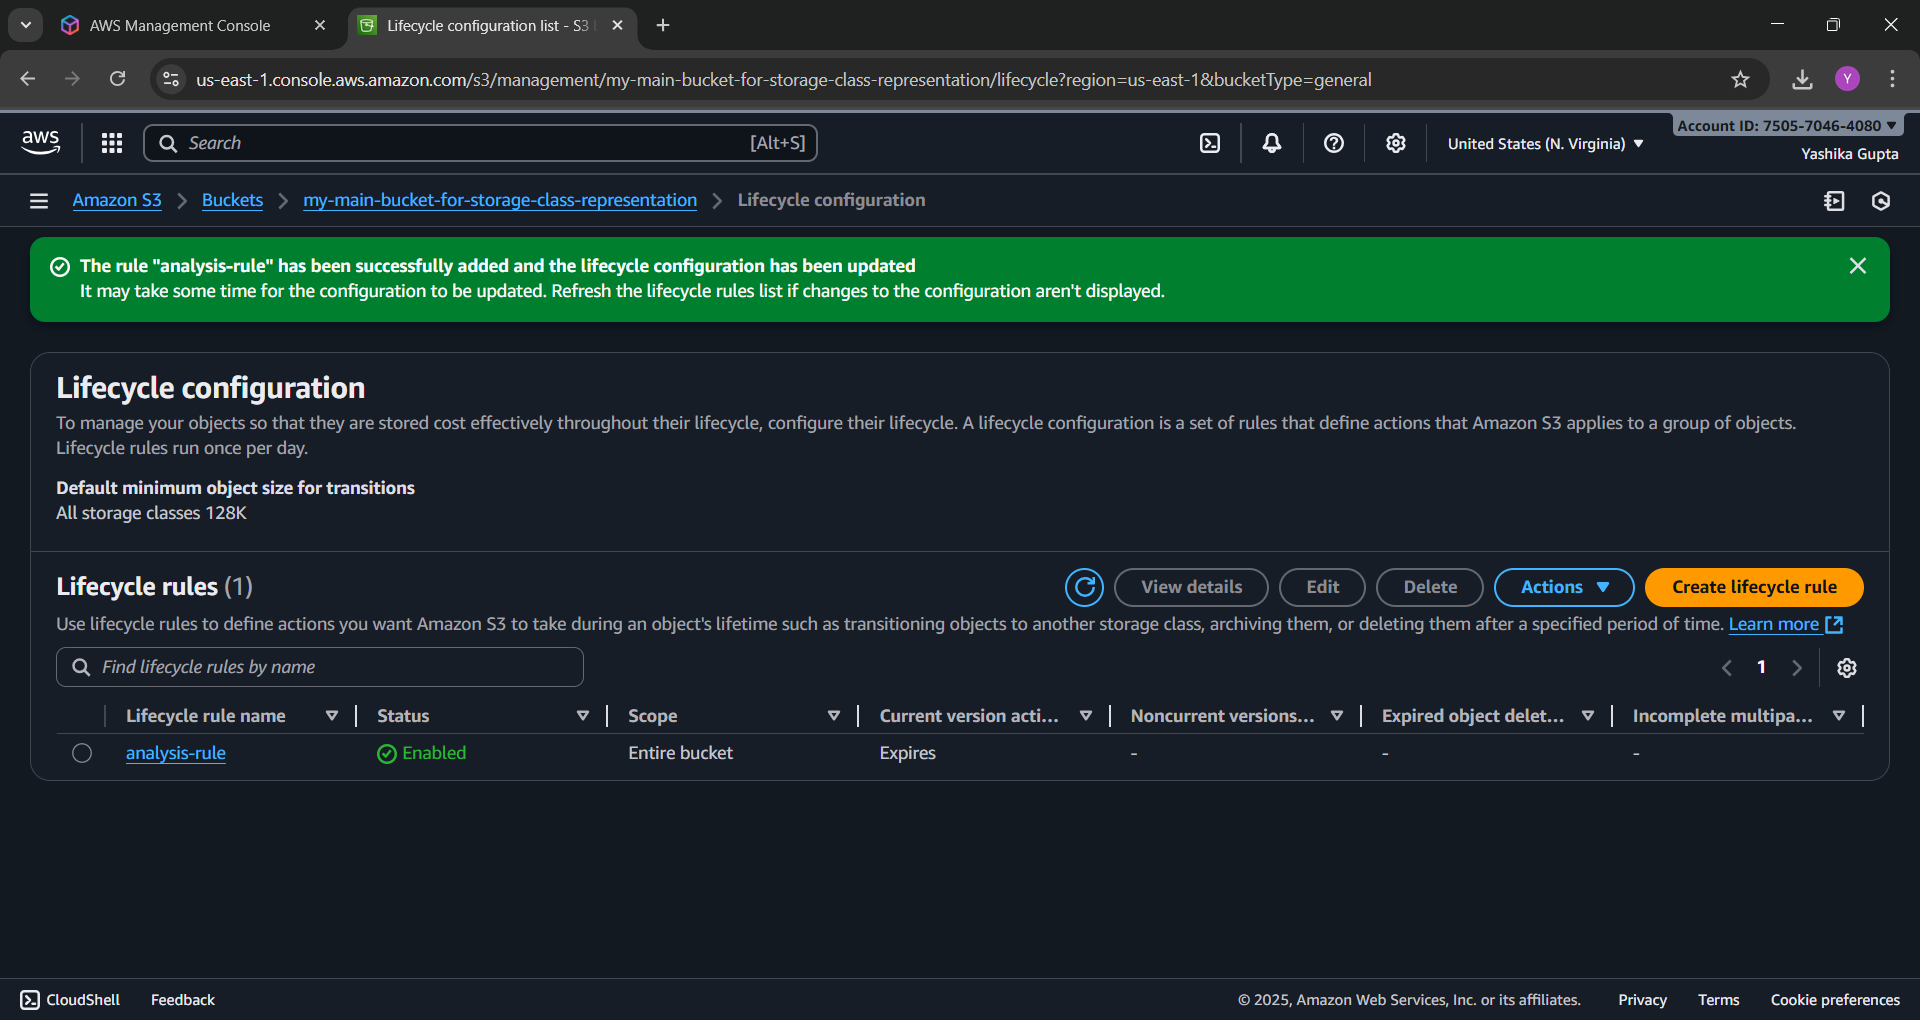 AWS Management Console
Lifecycle configuration list - S3
us-east-1.console.aws.amazon.com/s3/management/my-main-bucket-for-storage-class-representation/lifecycle?region=us-east-1&bucketType=general
Y
aws
Search
[Alt+S]
United States (N. Virginia)
Account ID: 7505-7046-4080
Yashika Gupta
Amazon S3 > Buckets > my-main-bucket-for-storage-class-representation > Lifecycle configuration
The rule "analysis-rule" has been successfully added and the lifecycle configuration has been updated
It may take some time for the configuration to be updated. Refresh the lifecycle rules list if changes to the configuration aren't displayed.
Lifecycle configuration
To manage your objects so that they are stored cost effectively throughout their lifecycle, configure their lifecycle. A lifecycle configuration is a set of rules that define actions that Amazon S3 applies to a group of objects.
Lifecycle rules run once per day.
Default minimum object size for transitions
All storage classes 128K
Lifecycle rules (1)
View details
Edit
Delete
Actions
Create lifecycle rule
Use lifecycle rules to define actions you want Amazon S3 to take during an object's lifetime such as transitioning objects to another storage class, archiving them, or deleting them after a specified period of time. Learn more
Find lifecycle rules by name
1
Lifecycle rule name Status Scope Current version acti... Noncurrent versions... Expired object delet... Incomplete multipa...
analysis-rule Enabled Entire bucket Expires - - -
CloudShell Feedback
© 2025, Amazon Web Services, Inc. or its affiliates. Privacy Terms Cookie preferences